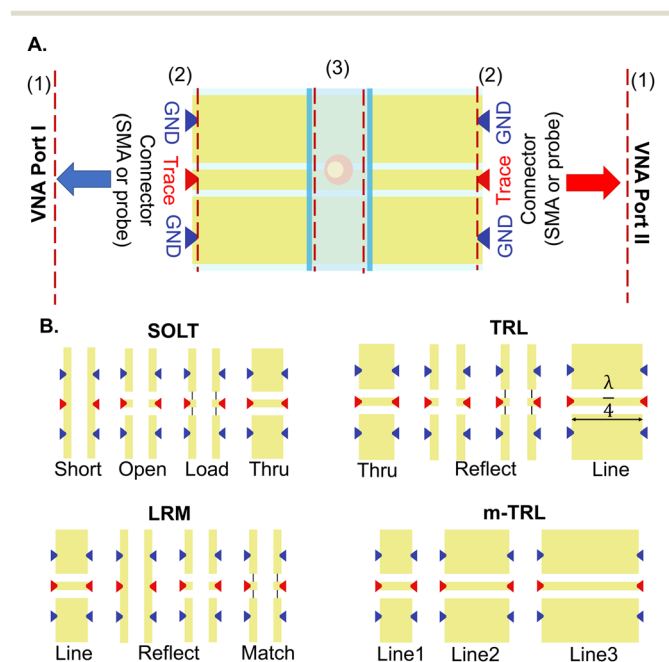 A.
(1)
(2)
(3)
(2)
(1)
VNA Port I
Connector
(SMA or probe)
GND
Trace
GND
GND
Trace
GND
Connector
(SMA or probe)
VNA Port II
B.
SOLT
Short Open Load Thru
TRL
λ
4
Thru Reflect Line
LRM
Line Reflect Match
m-TRL
Line1 Line2 Line3